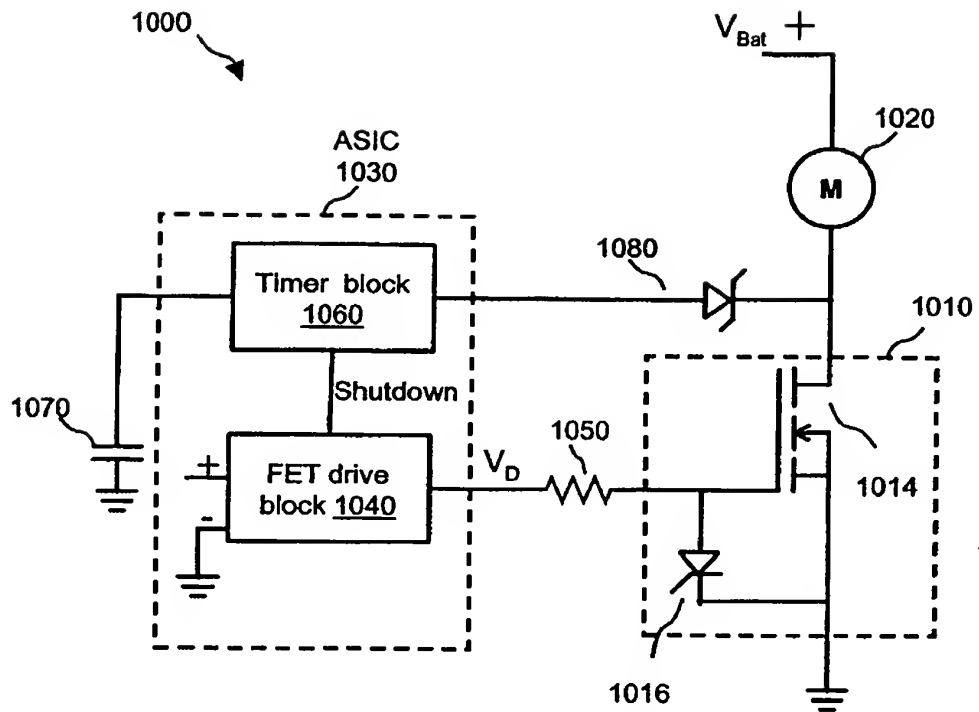 1000
V_Bat +
1020
ASIC
1030
M
1080
Timer block
1060
1010
Shutdown
1070
1050
+
FET drive
block 1040
V_D
-
1014
1016